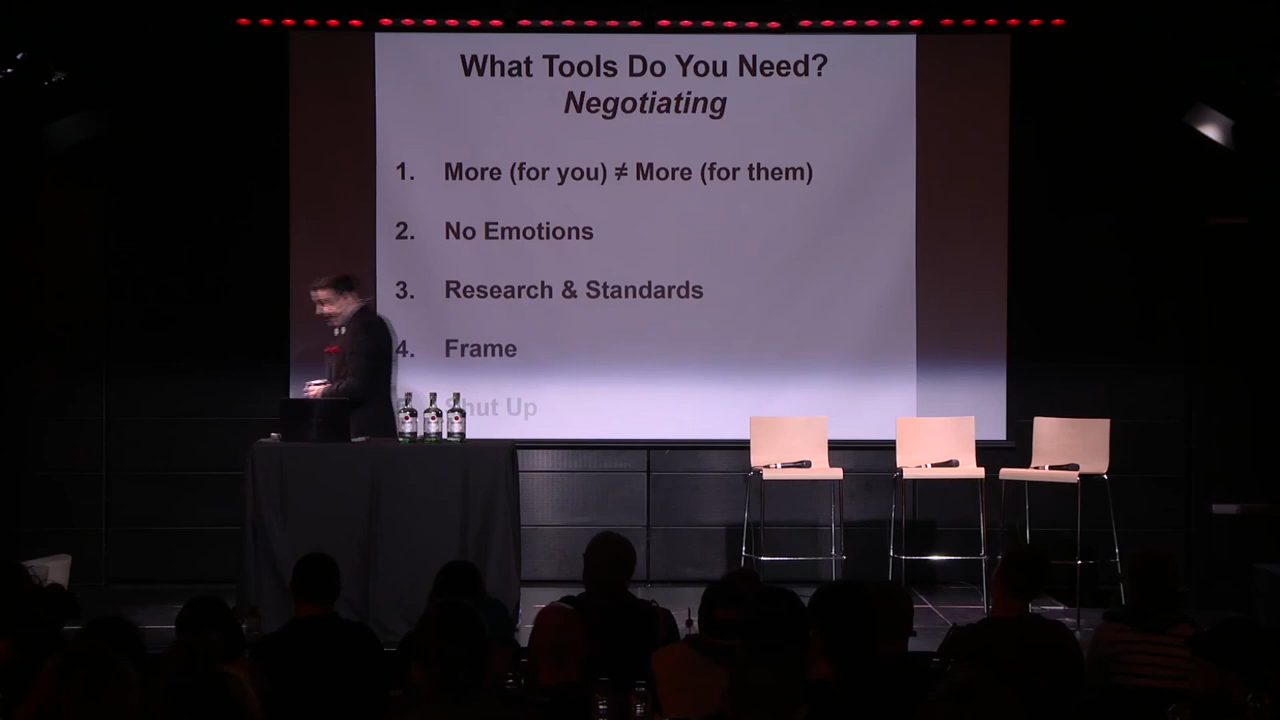 What Tools Do You Need?
Negotiating
1. More (for you) ≠ More (for them)
2. No Emotions
3. Research & Standards
4. Frame
Shut Up